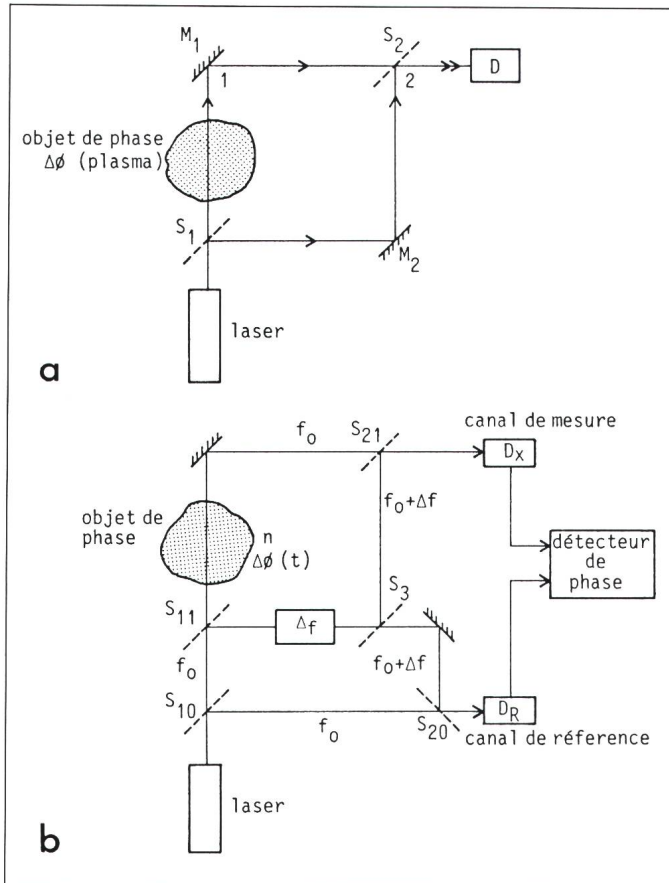 M₁
S₂
1
2
D
objet de phase
Δø (plasma)
S₁
M₂
laser
a
canal de mesure
f₀
S₂₁
Dₓ
f₀+Δf
objet de
phase
n
Δø(t)
détecteur
de
phase
S₁₁
Δf
S₃
f₀
f₀+Δf
S₁₀
f₀
S₂₀
D_R
canal de réference
laser
b